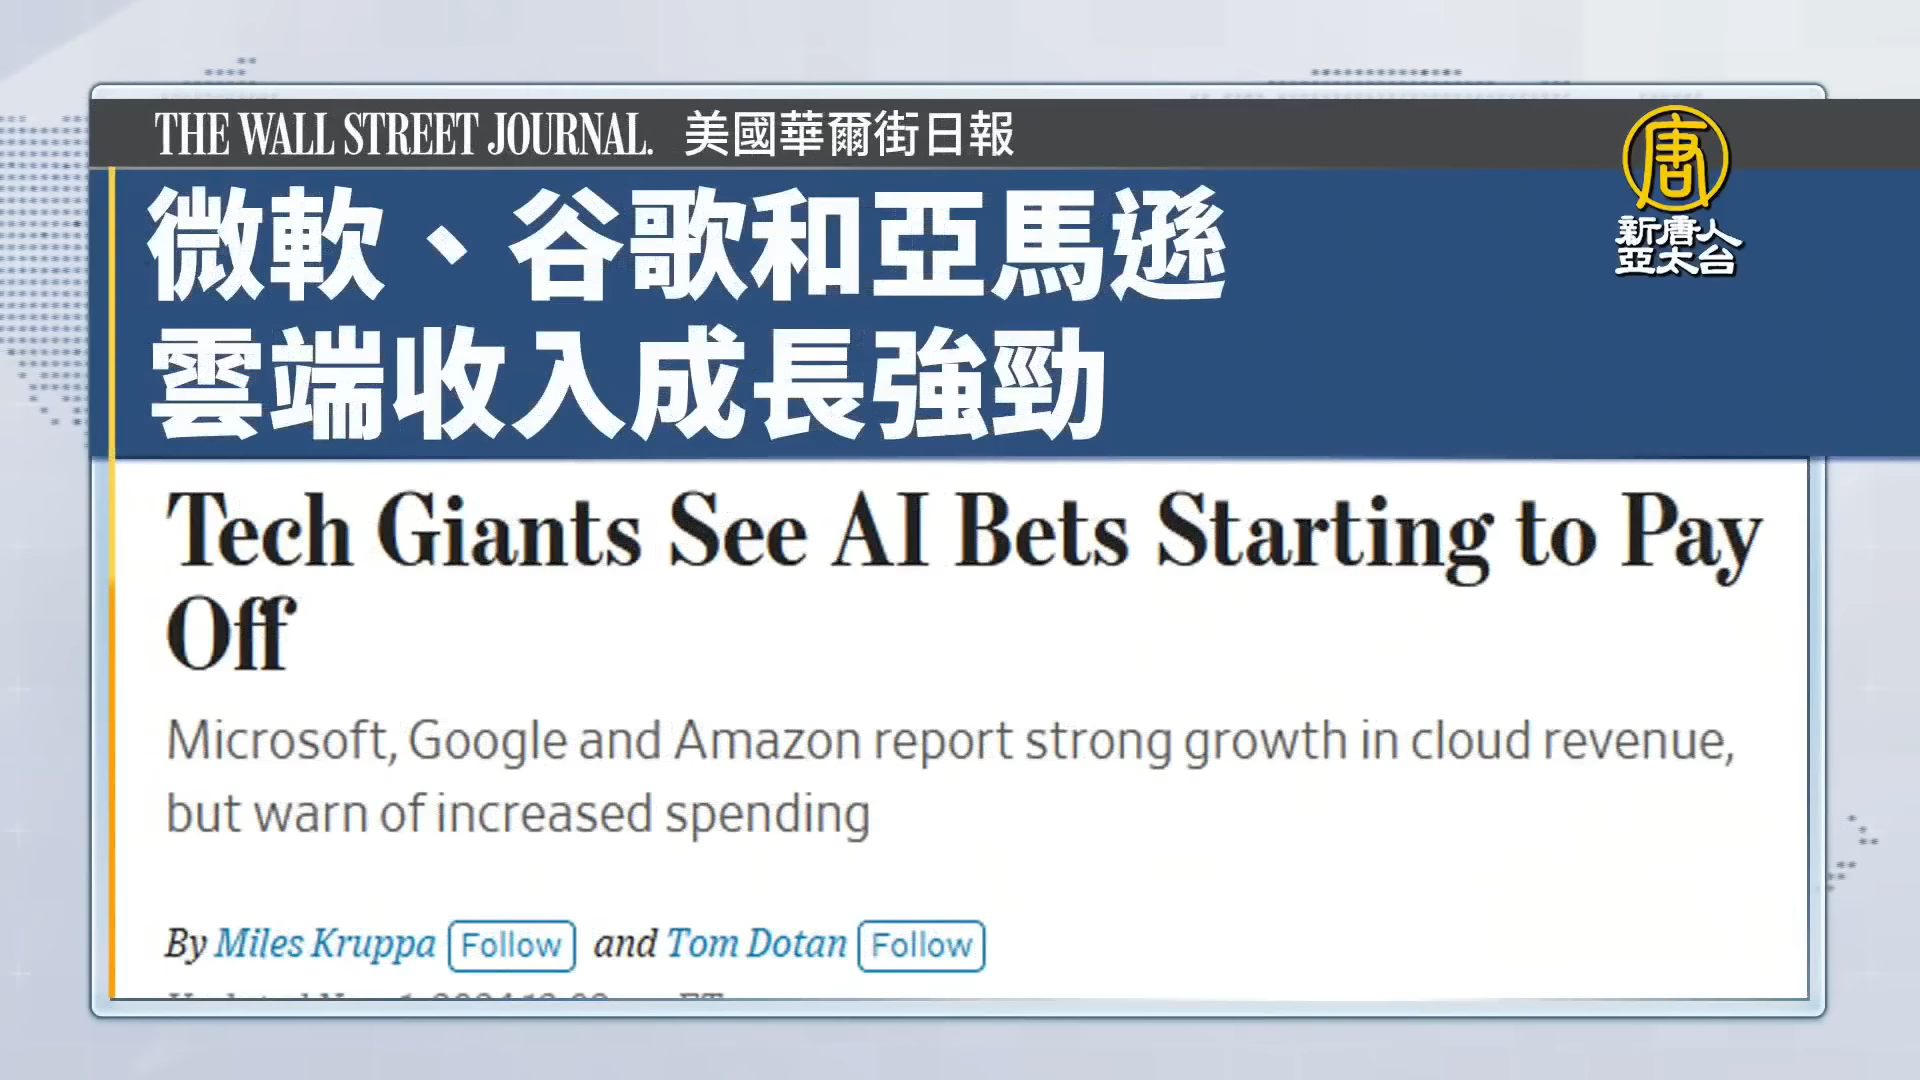 THE WALL STREET JOURNAL. 美國華爾街日報
唐
新唐人
亞太台
微軟、谷歌和亞馬遜
雲端收入成長強勁
Tech Giants See AI Bets Starting to Pay
Off
Microsoft, Google and Amazon report strong growth in cloud revenue,
but warn of increased spending
By Miles Kruppa Follow and Tom Dotan Follow